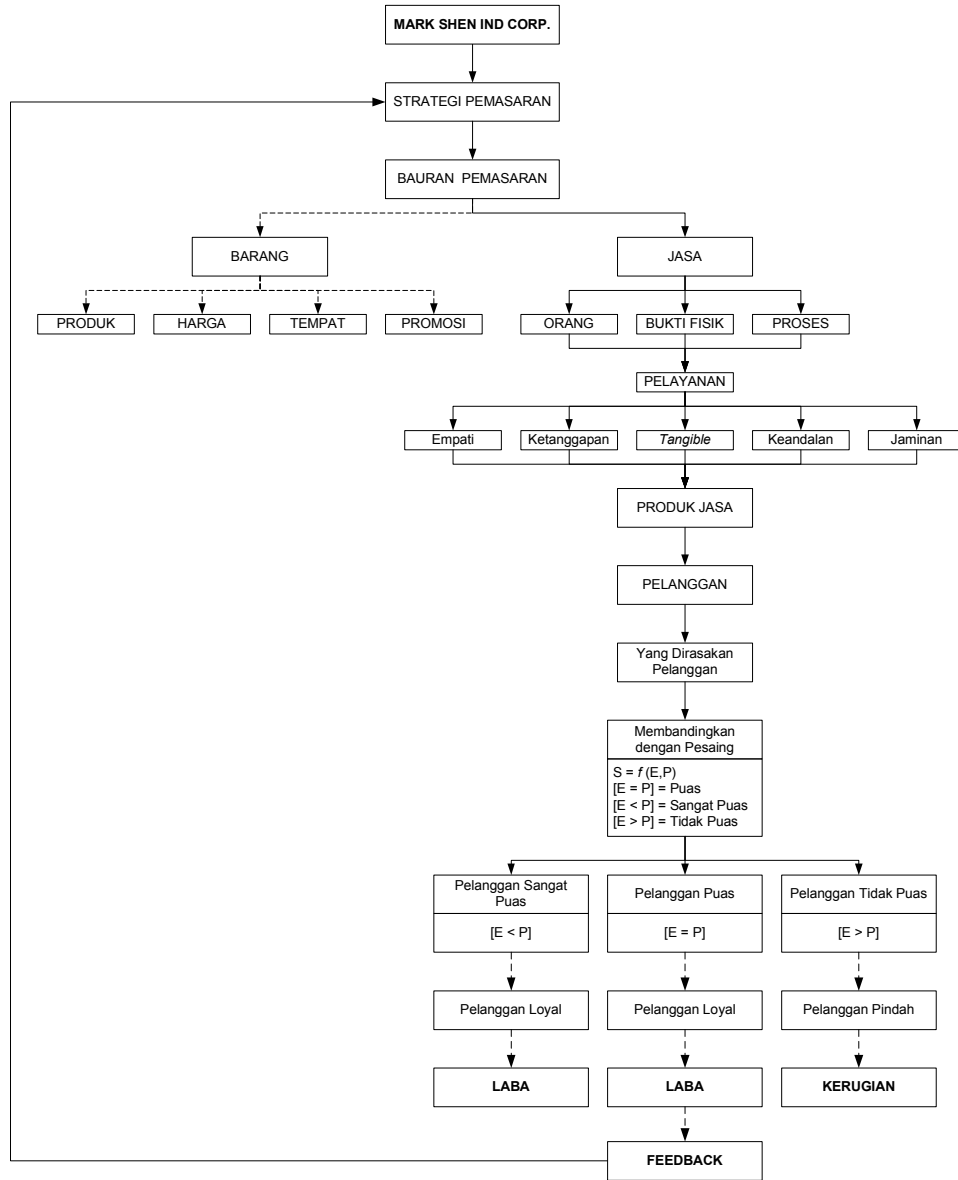 MARK SHEN IND CORP.
STRATEGI PEMASARAN
BAURAN PEMASARAN
BARANG
JASA
PRODUK
HARGA
TEMPAT
PROMOSI
ORANG
BUKTI FISIK
PROSES
PELAYANAN
Empati
Ketanggapan
Tangible
Keandalan
Jaminan
PRODUK JASA
PELANGGAN
Yang Dirasakan
Pelanggan
Membandingkan
dengan Pesaing
S = f (E,P)
[E = P] = Puas
[E < P] = Sangat Puas
[E > P] = Tidak Puas
Pelanggan Sangat
Puas
[E < P]
Pelanggan Puas
[E = P]
Pelanggan Tidak Puas
[E > P]
Pelanggan Loyal
Pelanggan Loyal
Pelanggan Pindah
LABA
LABA
KERUGIAN
FEEDBACK